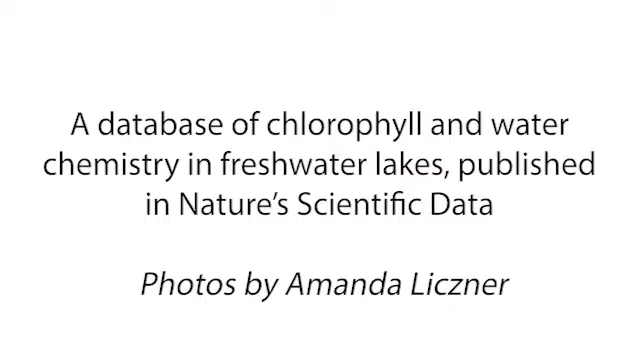 A database of chlorophyll and water
chemistry in freshwater lakes, published
in Nature’s Scientific Data
Photos by Amanda Liczner